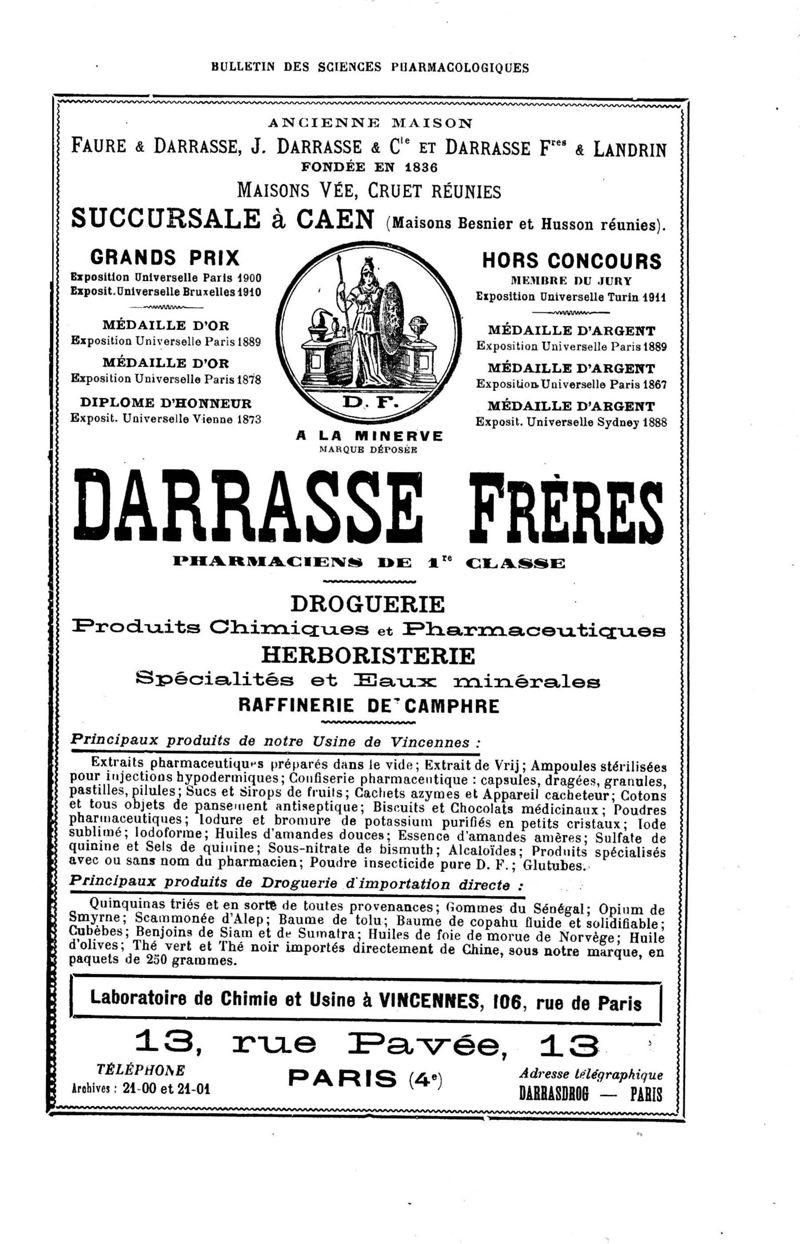 BULLETIN DES SCIENCES PHARMACOLOGIQUES
ANCIENNE MAISON
FAURE & DARRASSE, J. DARRASSE & Cie ET DARRASSE Fres & LANDRIN
FONDÉE EN 1836
MAISONS VÉE, CRUET RÉUNIES
SUCCURSALE à CAEN (Maisons Besnier et Husson réunies).
GRANDS PRIX
Exposition Universelle Paris 1900
Exposit. Universelle Bruxelles 1910
MÉDAILLE D'OR
Exposition Universelle Paris 1889
MÉDAILLE D'OR
Exposition Universelle Paris 1878
DIPLOME D'HONNEUR
Exposit. Universelle Vienne 1873
D. F.
A LA MINERVE
MARQUE DÉPOSÉE
HORS CONCOURS
MEMBRE DU JURY
Exposition Universelle Turin 1911
MÉDAILLE D'ARGENT
Exposition Universelle Paris 1889
MÉDAILLE D'ARGENT
Exposition Universelle Paris 1867
MÉDAILLE D'ARGENT
Exposit. Universelle Sydney 1888
DARRASSE FRÈRES
PHARMACIENS DE 1re CLASSE
DROGUERIE
Produits Chimiques et Pharmaceutiques
HERBORISTERIE
Spécialités et Eaux minérales
RAFFINERIE DE CAMPHRE
Principaux produits de notre Usine de Vincennes :
Extraits pharmaceutiques préparés dans le vide ; Extrait de Vrij ; Ampoules stérilisées
pour injections hypodermiques ; Confiserie pharmaceutique : capsules, dragées, granules,
pastilles, pilules ; Sucs et Sirops de fruits ; Cachets azymes et Appareil cacheteur ; Cotons
et tous objets de pansement antiseptique ; Biscuits et Chocolats médicinaux ; Poudres
pharmaceutiques ; Iodure et bromure de potassium purifiés en petits cristaux ; Iode
sublimé ; Iodoforme ; Huiles d'amandes douces ; Essence d'amandes amères ; Sulfate de
quinine et Sels de quinine ; Sous-nitrate de bismuth ; Alcaloïdes ; Produits spécialisés
avec ou sans nom du pharmacien ; Poudre insecticide pure D. F. ; Glutubes.
Principaux produits de Droguerie d'importation directe :
Quinquinas triés et en sorte de toutes provenances ; Gommes du Sénégal ; Opium de
Smyrne ; Scammonée d'Alep ; Baume de tolu ; Baume de copahu fluide et solidifiable ;
Cubèbes ; Benjoins de Siam et de Sumatra ; Huiles de foie de morue de Norvège ; Huile
d'olives ; Thé vert et Thé noir importés directement de Chine, sous notre marque, en
paquets de 250 grammes.
Laboratoire de Chimie et Usine à VINCENNES, 106, rue de Paris
13, rue Pavée, 13
TÉLÉPHONE
Archives : 21-00 et 21-01
PARIS (4e)
Adresse télégraphique
DARRASDROG — PARIS